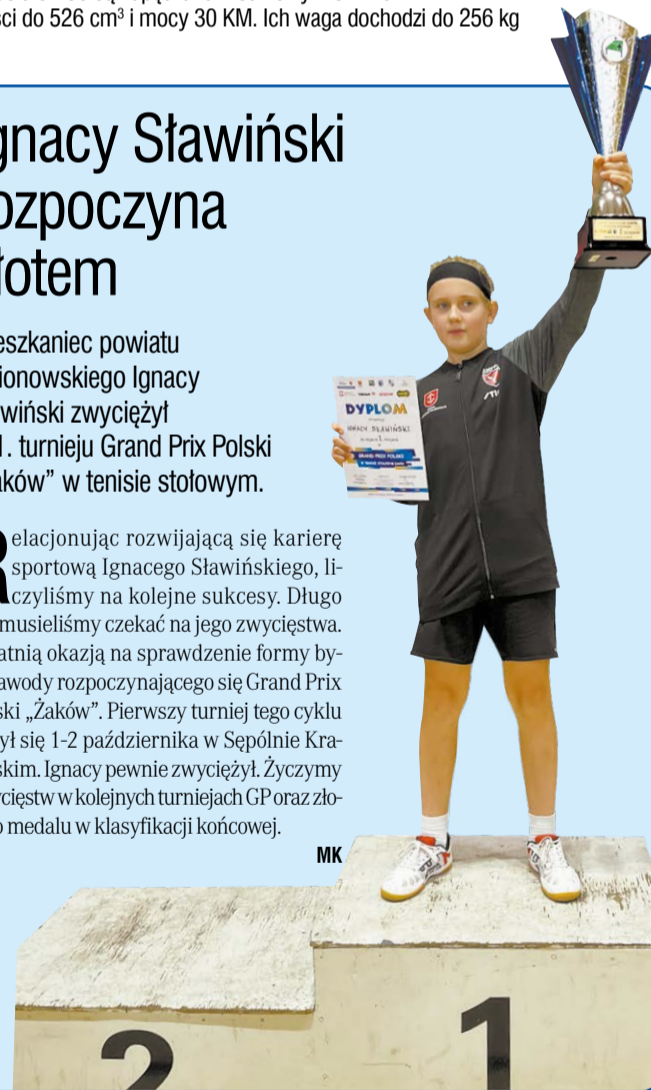 ści do 526 cm³ i mocy 30 KM. Ich waga dochodzi do 256 kg
gnacy Sławiński
ozpoczyna
łotem
eszkaniec powiatu
ionowskiego Ignacy
wiński zwyciężył
1. turnieju Grand Prix Polski
aków” w tenisie stołowym.
Relacjonując rozwijającą się karierę
sportową Ignacego Sławińskiego, li-
czyliśmy na kolejne sukcesy. Długo
musieliśmy czekać na jego zwycięstwa.
atnią okazją na sprawdzenie formy by-
awody rozpoczynającego się Grand Prix
ski „Żaków”. Pierwszy turniej tego cyklu
ył się 1-2 października w Sępólnie Kra-
skim. Ignacy pewnie zwyciężył. Życzymy
ycięstw w kolejnych turniejach GP oraz zło-
o medalu w klasyfikacji końcowej.
MK
DYPLOM
IGNACY SŁAWIŃSKI
GRAND PRIX POLSKI
2
1